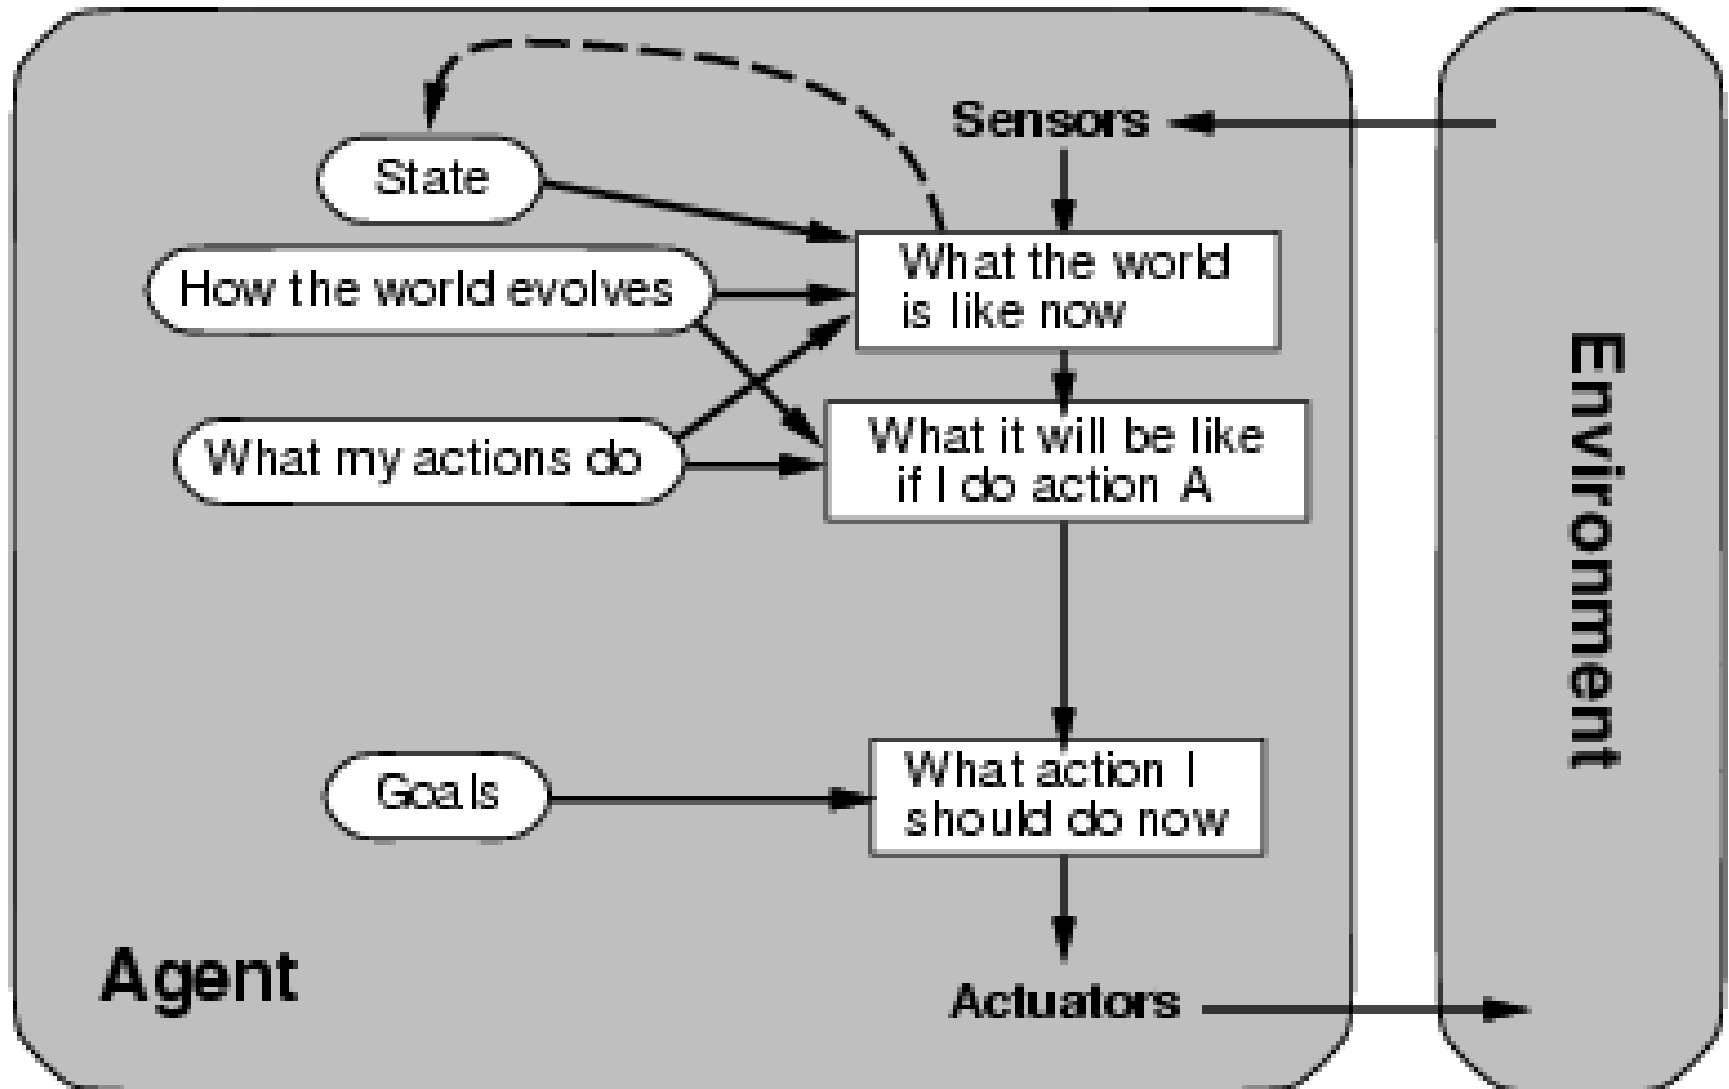 Sensors
State
What the world
is like now
How the world evolves
What my actions do
What it will be like
if I do action A
Goals
What action I
should do now
Agent
Actuators
Environment